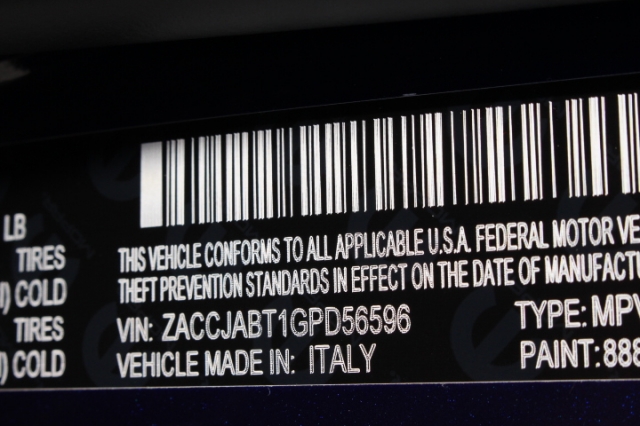 LB
TIRES
COLD
TIRES
COLD
THIS VEHICLE CONFORMS TO ALL APPLICABLE U.S.A. FEDERAL MOTOR VE
THEFT PREVENTION STANDARDS IN EFFECT ON THE DATE OF MANUFACT
VIN: ZACCJABT1GPD56596 TYPE: MPV
VEHICLE MADE IN: ITALY PAINT: 888